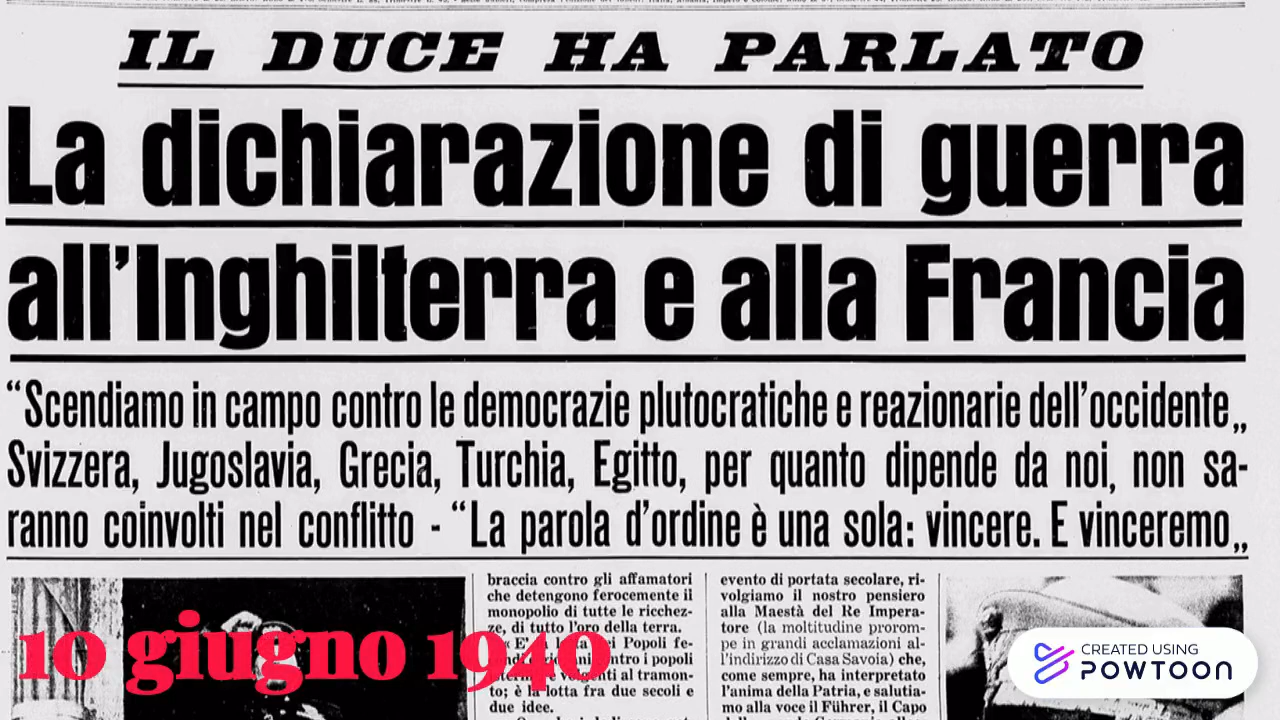 IL DUCE HA PARLATO
La dichiarazione di guerra
all'Inghilterra e alla Francia
“Scendiamo in campo contro le democrazie plutocratiche e reazionarie dell'occidente„
Svizzera, Jugoslavia, Grecia, Turchia, Egitto, per quanto dipende da noi, non sa-
ranno coinvolti nel conflitto - “La parola d'ordine è una sola: vincere. E vinceremo„
braccia contro gli affamatori
che detengono ferocemente il
monopolio di tutte le ricchez-
ze, di tutto l'oro della terra.
Popoli fe-
contro i popoli
al tramon-
to; è la lotta fra due secoli e
due idee.
evento di portata secolare, ri-
volgiamo il nostro pensiero
alla Maestà del Re Impera-
tore (la moltitudine prorom-
pe in grandi acclamazioni al-
l'indirizzo di Casa Savoia) che,
come sempre, ha interpretato
l'anima della Patria, e salutia-
mo alla voce il Führer, il Capo
10 giugno 1940
CREATED USING
POWTOON